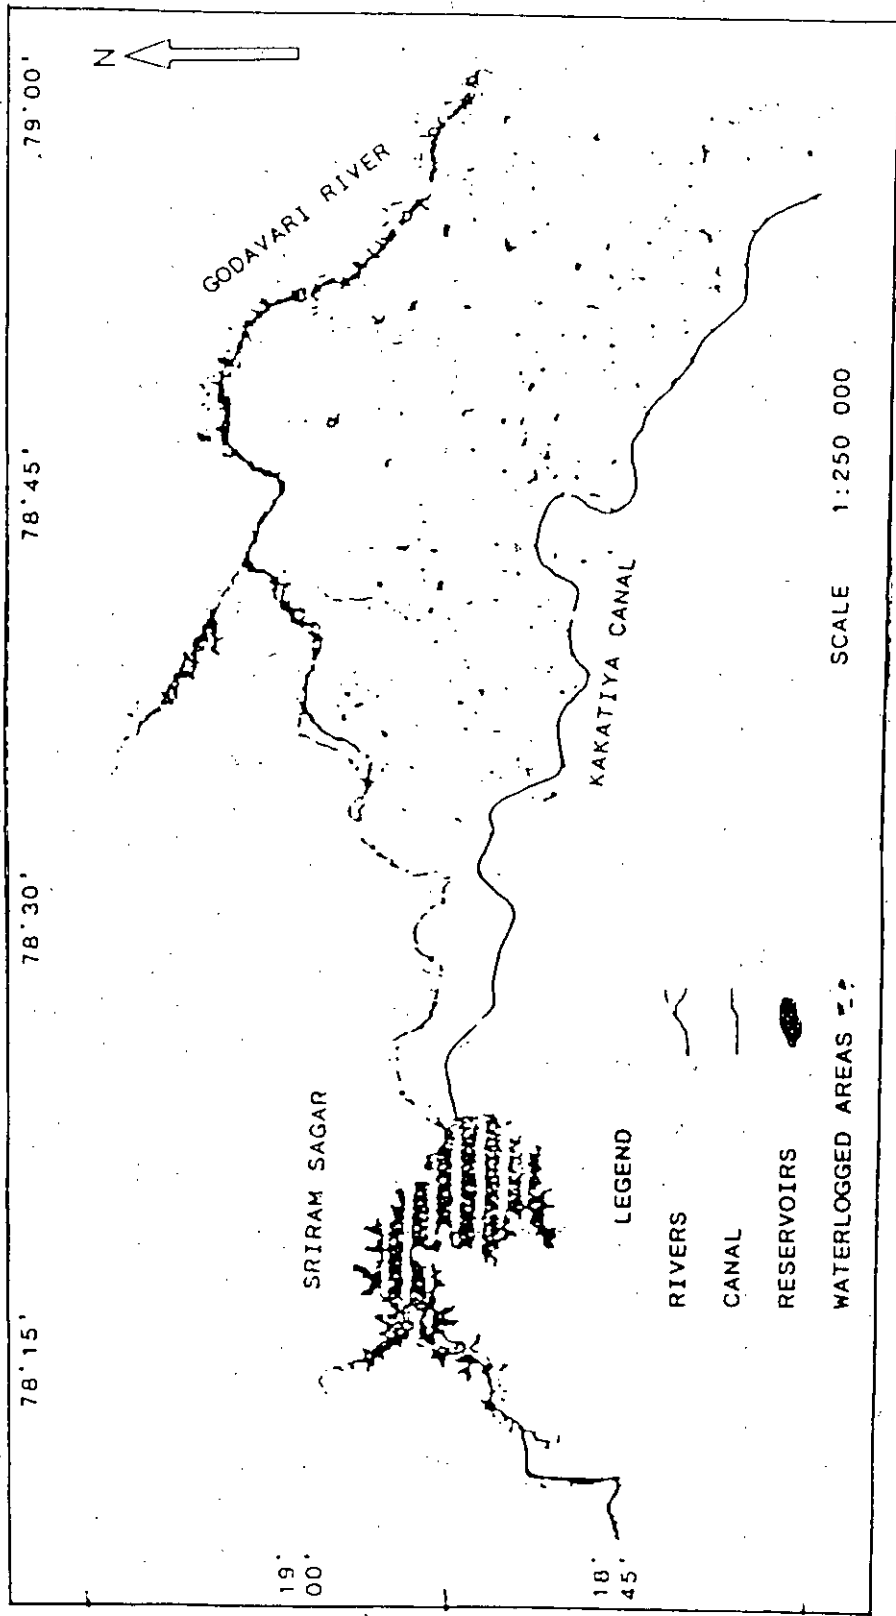 78°15'
78°30'
78°45'
79°00'
N
19°
00'
18°
45'
GODAVARI RIVER
SRIRAM SAGAR
KAKATIYA CANAL
LEGEND
RIVERS
CANAL
RESERVOIRS
WATERLOGGED AREAS
SCALE 1:250 000